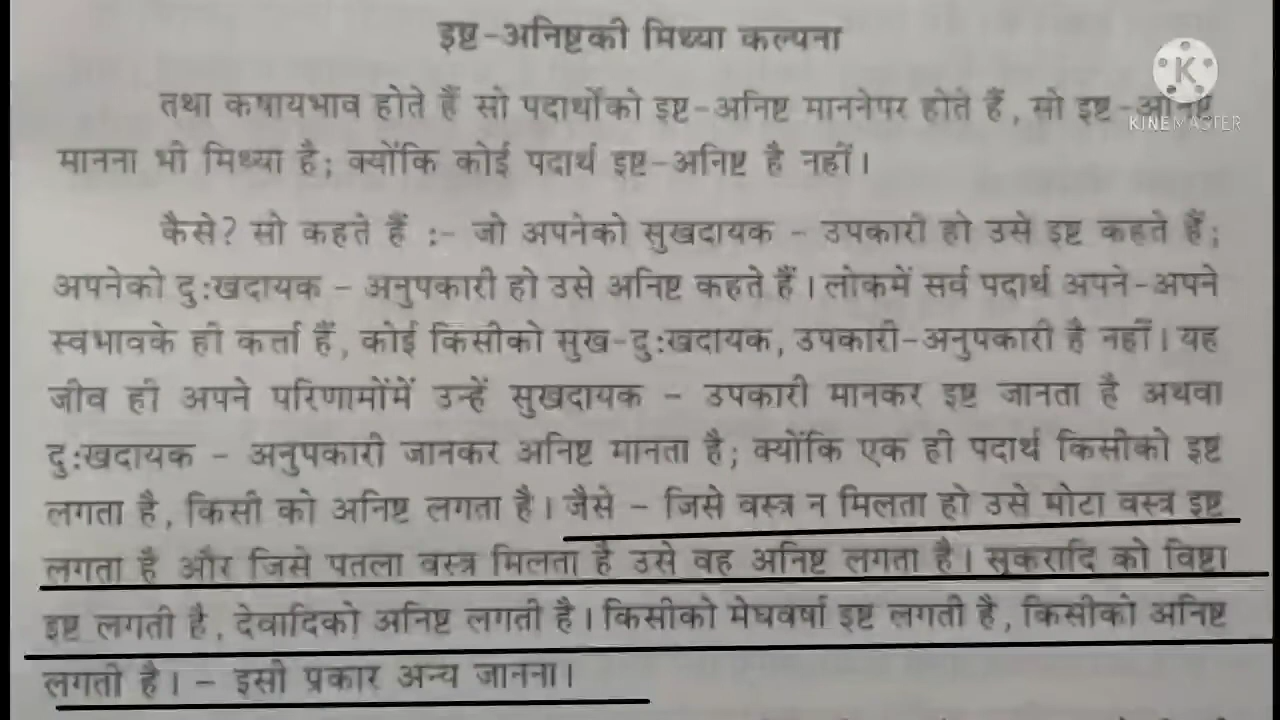 इष्ट-अनिष्टकी मिथ्या कल्पना
तथा कषायभाव होते हैं सो पदार्थोंको इष्ट-अनिष्ट माननेपर होते हैं, सो इष्ट-अनिष्ट
मानना भी मिथ्या है; क्योंकि कोई पदार्थ इष्ट-अनिष्ट है नहीं।
कैसे? सो कहते हैं :- जो अपनेको सुखदायक - उपकारी हो उसे इष्ट कहते हैं;
अपनेको दुःखदायक - अनुपकारी हो उसे अनिष्ट कहते हैं। लोकमें सर्व पदार्थ अपने-अपने
स्वभावके ही कर्त्ता हैं, कोई किसीको सुख-दुःखदायक, उपकारी-अनुपकारी है नहीं। यह
जीव ही अपने परिणामोंमें उन्हें सुखदायक - उपकारी मानकर इष्ट जानता है अथवा
दुःखदायक - अनुपकारी जानकर अनिष्ट मानता है; क्योंकि एक ही पदार्थ किसीको इष्ट
लगता है, किसी को अनिष्ट लगता है। जैसे - जिसे वस्त्र न मिलता हो उसे मोटा वस्त्र इष्ट
लगता है और जिसे पतला वस्त्र मिलता है उसे वह अनिष्ट लगता है। सूकरादि को विष्टा
इष्ट लगती है, देवादिको अनिष्ट लगती है। किसीको मेघवर्षा इष्ट लगती है, किसीको अनिष्ट
लगती है। - इसी प्रकार अन्य जानना।
K
KINEMASTER